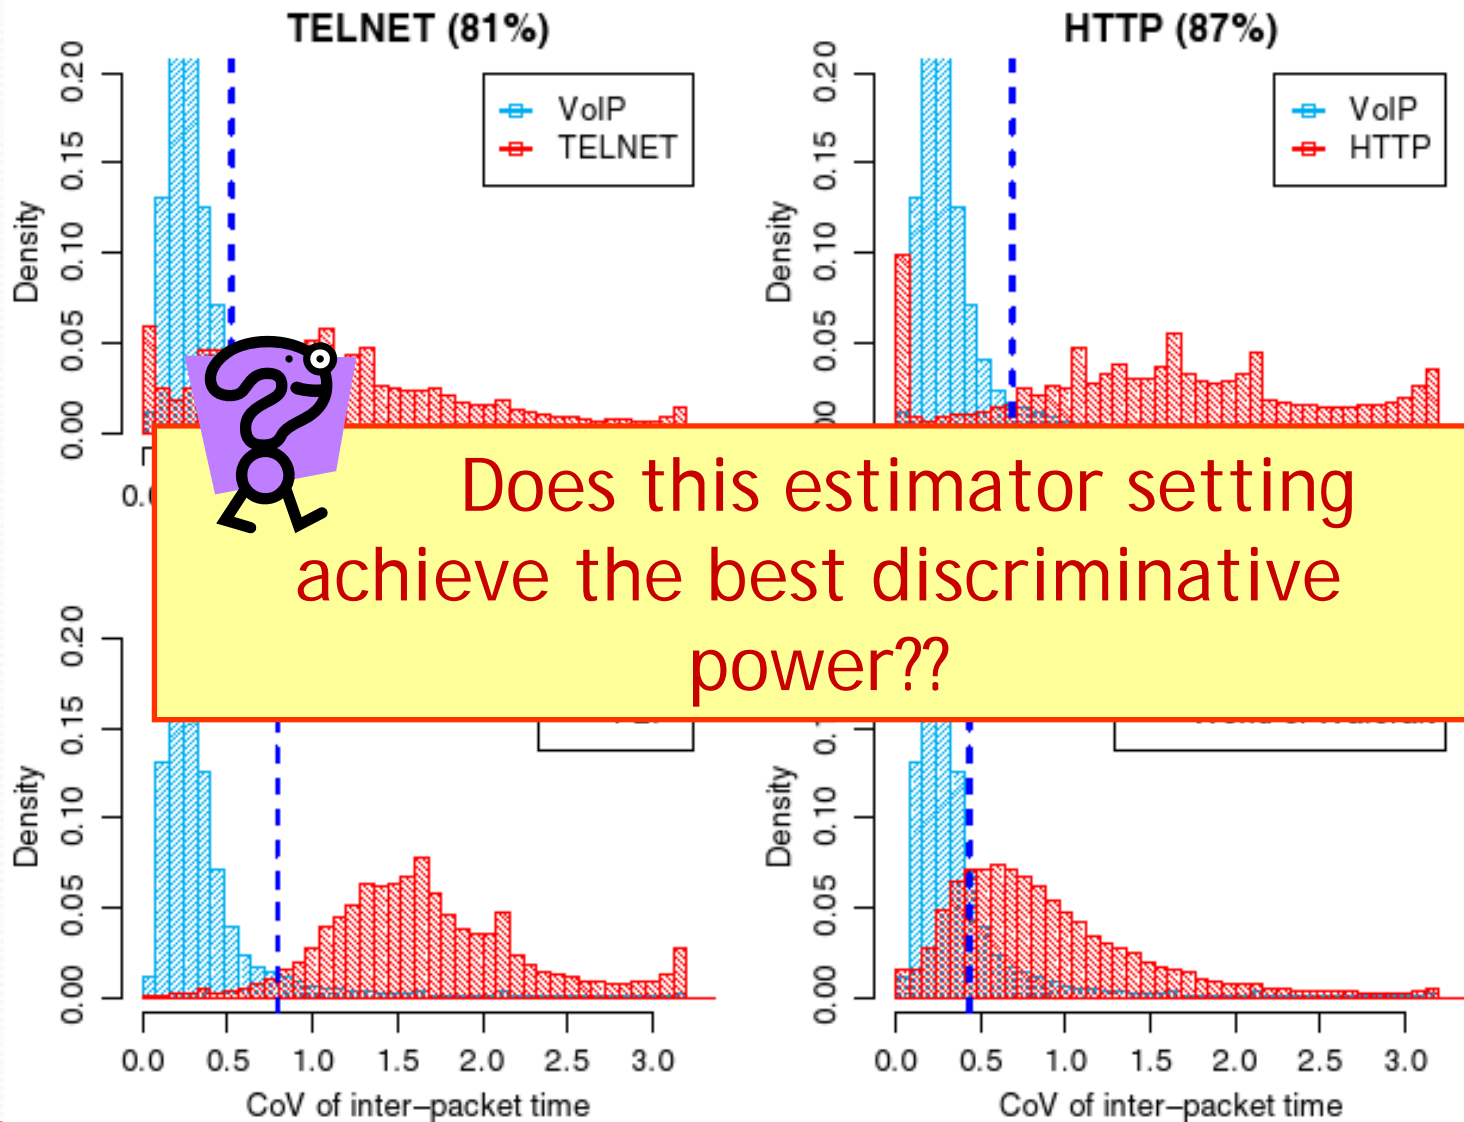 TELNET (81%)
0.20
0.15
0.10
0.05
0.00
Density
VoIP
TELNET
HTTP (87%)
0.20
0.15
0.10
0.05
Density
VoIP
HTTP
Does this estimator setting
achieve the best discriminative
power??
0.20
0.15
0.10
0.05
0.00
Density
0.0 0.5 1.0 1.5 2.0 2.5 3.0
CoV of inter−packet time
0.10
0.05
0.00
Density
0.0 0.5 1.0 1.5 2.0 2.5 3.0
CoV of inter−packet time